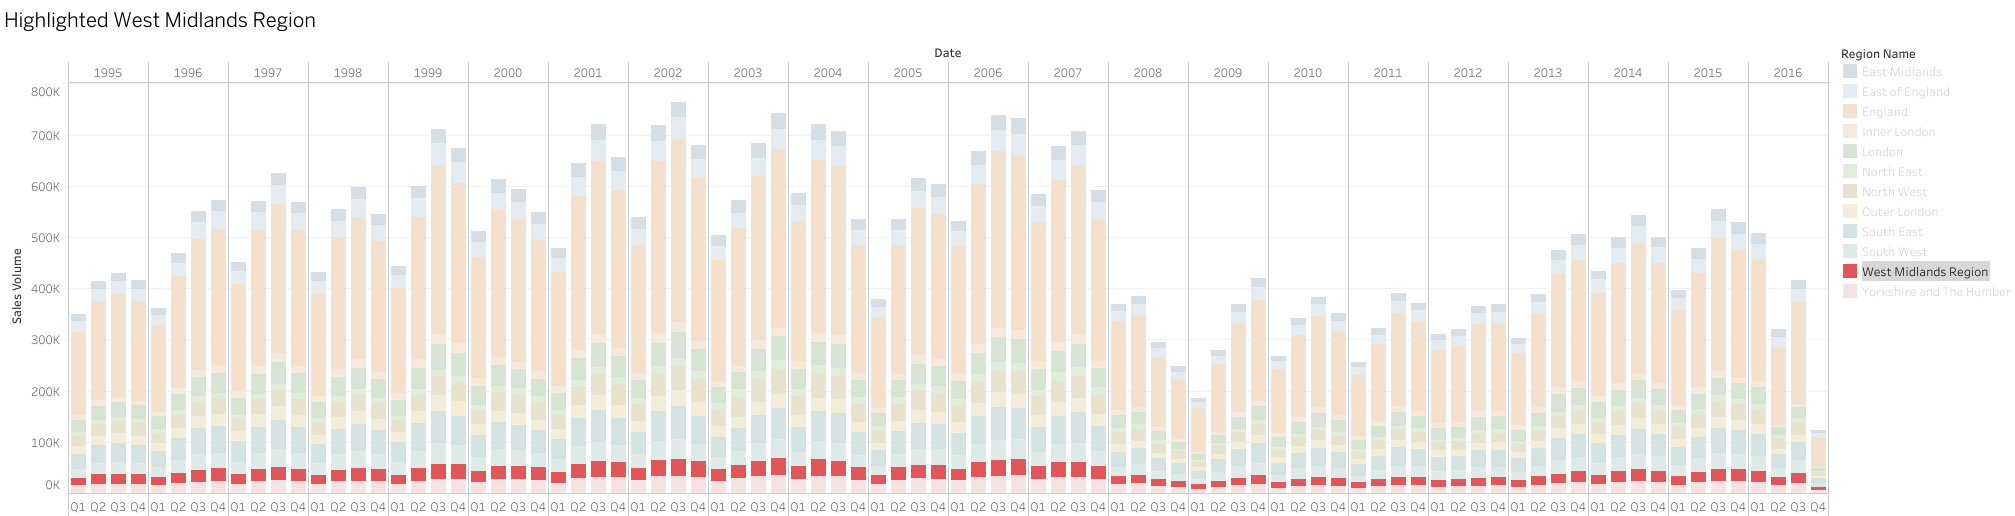 Highlighted West Midlands Region
Date
Region Name
1995 1996 1997 1998 1999 2000 2001 2002 2003 2004 2005 2006 2007 2008 2009 2010 2011 2012 2013 2014 2015 2016
East Midlands
East of England
England
Inner London
London
North East
North West
Outer London
South East
South West
West Midlands Region
Yorkshire and The Humber
Sales Volume
800K
700K
600K
500K
400K
300K
200K
100K
0K
Q1 Q2 Q3 Q4 Q1 Q2 Q3 Q4 Q1 Q2 Q3 Q4 Q1 Q2 Q3 Q4 Q1 Q2 Q3 Q4 Q1 Q2 Q3 Q4 Q1 Q2 Q3 Q4 Q1 Q2 Q3 Q4 Q1 Q2 Q3 Q4 Q1 Q2 Q3 Q4 Q1 Q2 Q3 Q4 Q1 Q2 Q3 Q4 Q1 Q2 Q3 Q4 Q1 Q2 Q3 Q4 Q1 Q2 Q3 Q4 Q1 Q2 Q3 Q4 Q1 Q2 Q3 Q4 Q1 Q2 Q3 Q4 Q1 Q2 Q3 Q4 Q1 Q2 Q3 Q4 Q1 Q2 Q3 Q4 Q1 Q2 Q3 Q4